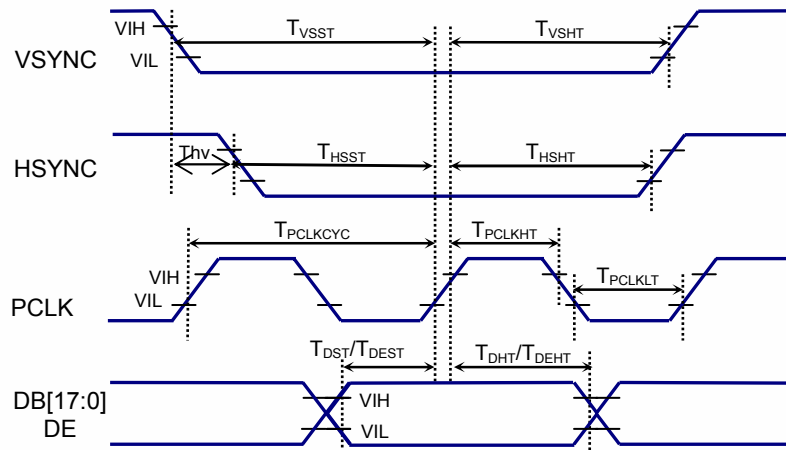 VIH
VSYNC
VIL
TVSST
TVSHT
HSYNC
Thv
THSST
THSHT
TPCLKCYC
TPCLKHT
VIH
VIL
PCLK
TPCLKLT
TDST/TDEST
TDHT/TDEHT
DB[17:0]
DE
VIH
VIL